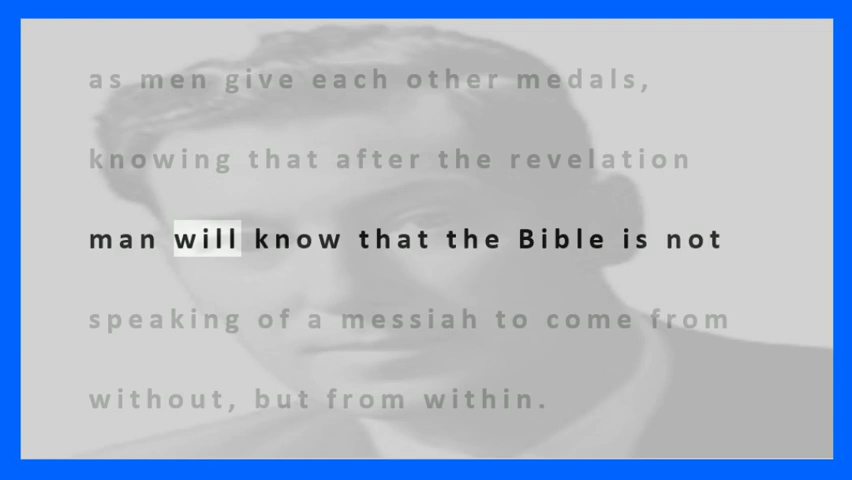 as men give each other medals,
knowing that after the revelation
man will know that the Bible is not
speaking of a messiah to come from
without, but from within.